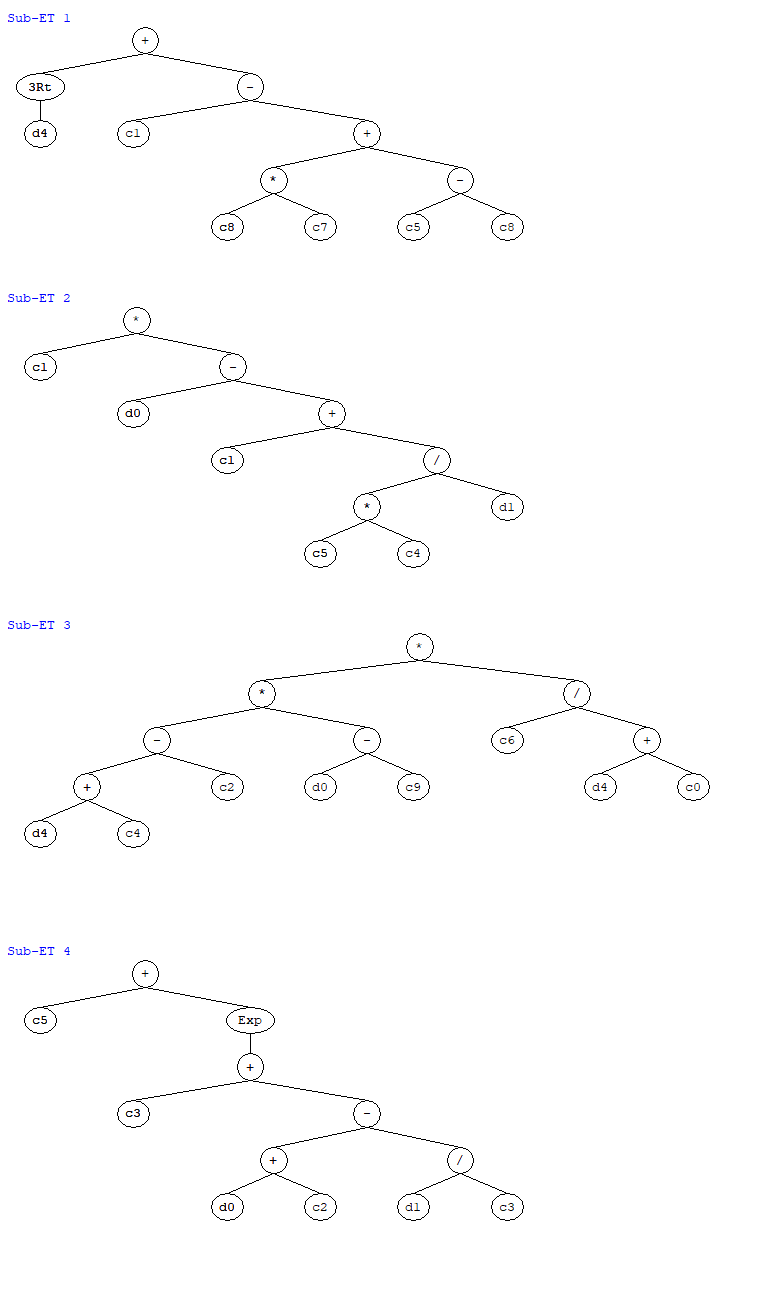 Sub-ET 1
+
3Rt -
d4 c1 +
* -
c8 c7 c5 c8
Sub-ET 2
*
c1 -
d0 +
c1 /
* d1
c5 c4
Sub-ET 3
*
* /
- - c6 +
+ c2 d0 c9 d4 c0
d4 c4
Sub-ET 4
+
c5 Exp
+
c3 -
+ /
d0 c2 d1 c3